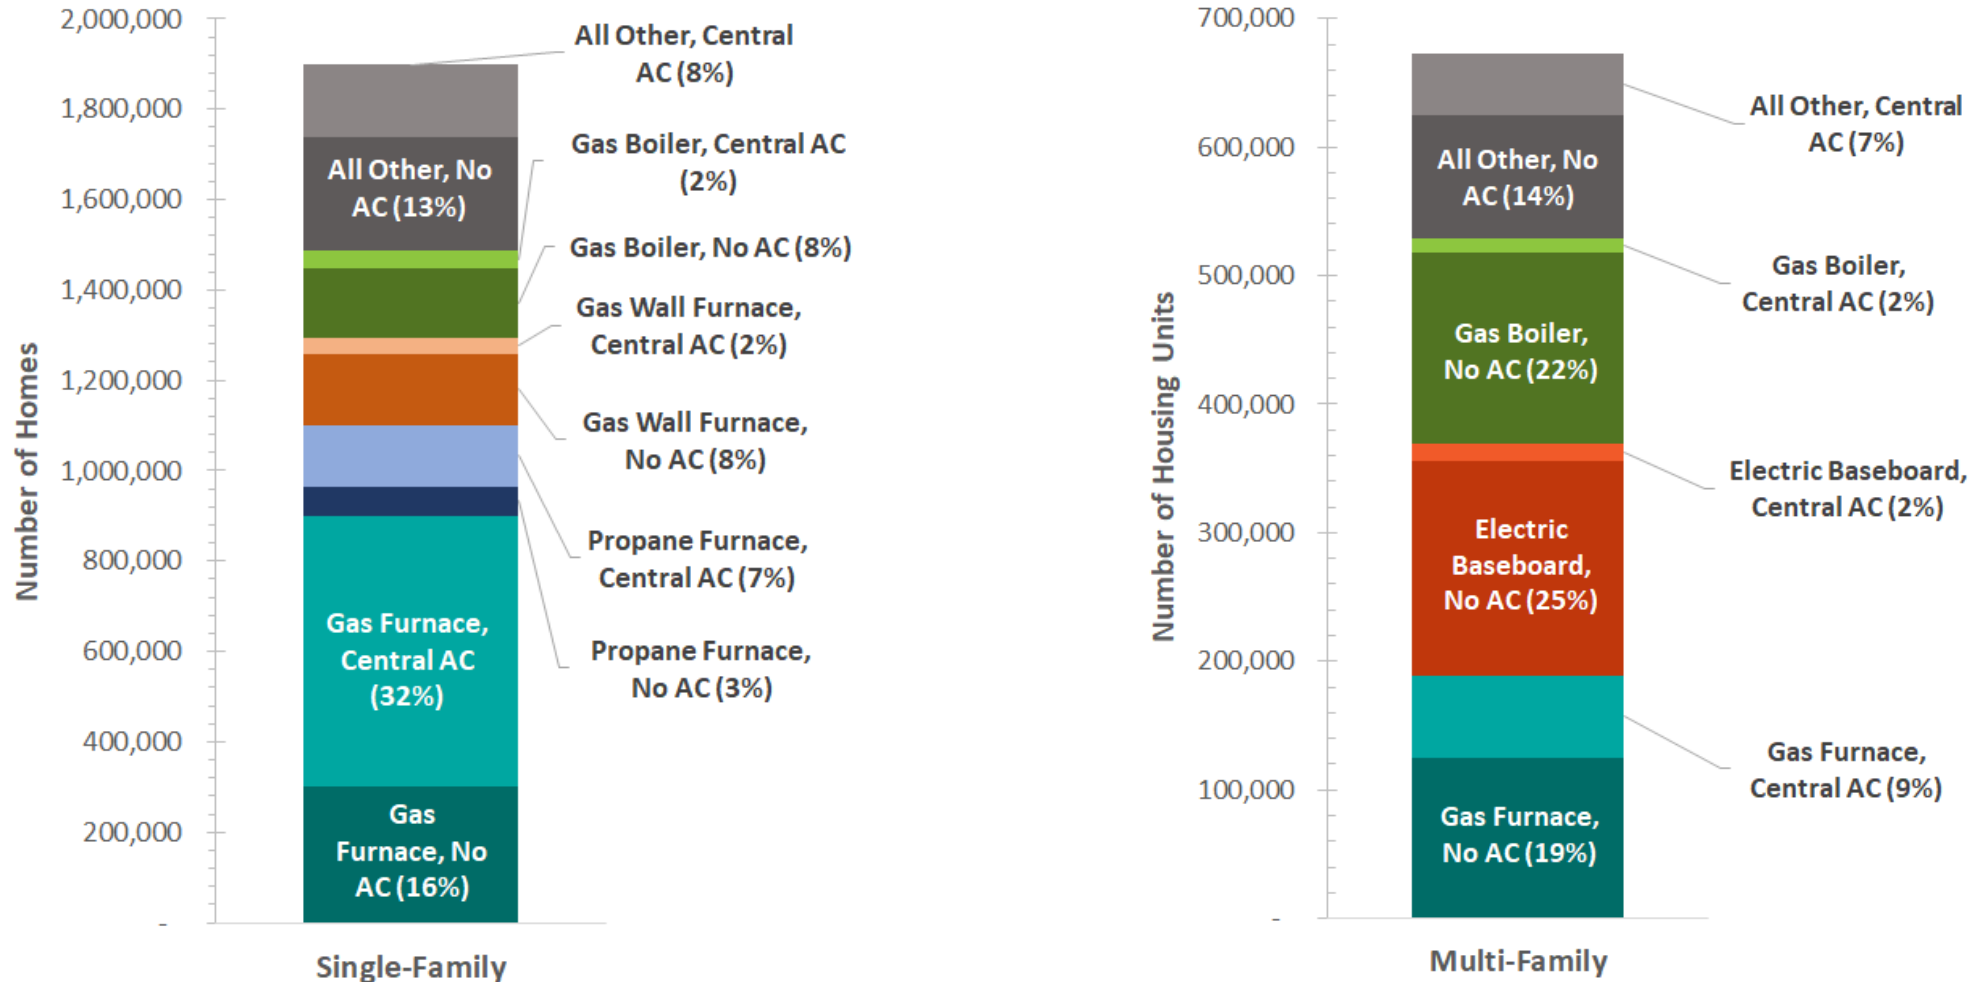 2,000,000
1,800,000
1,600,000
1,400,000
1,200,000
1,000,000
800,000
600,000
400,000
200,000
-
Number of Homes
All Other, Central
AC (8%)
All Other, No
AC (13%)
Gas Boiler, Central AC
(2%)
Gas Boiler, No AC (8%)
Gas Wall Furnace,
Central AC (2%)
Gas Wall Furnace,
No AC (8%)
Propane Furnace,
Central AC (7%)
Propane Furnace,
No AC (3%)
Gas Furnace,
Central AC
(32%)
Gas
Furnace, No
AC (16%)
Single-Family
700,000
600,000
500,000
400,000
300,000
200,000
100,000
-
Number of Housing Units
All Other, Central
AC (7%)
All Other, No
AC (14%)
Gas Boiler,
Central AC (2%)
Gas Boiler,
No AC (22%)
Electric Baseboard,
Central AC (2%)
Electric
Baseboard,
No AC (25%)
Gas Furnace,
Central AC (9%)
Gas Furnace,
No AC (19%)
Multi-Family